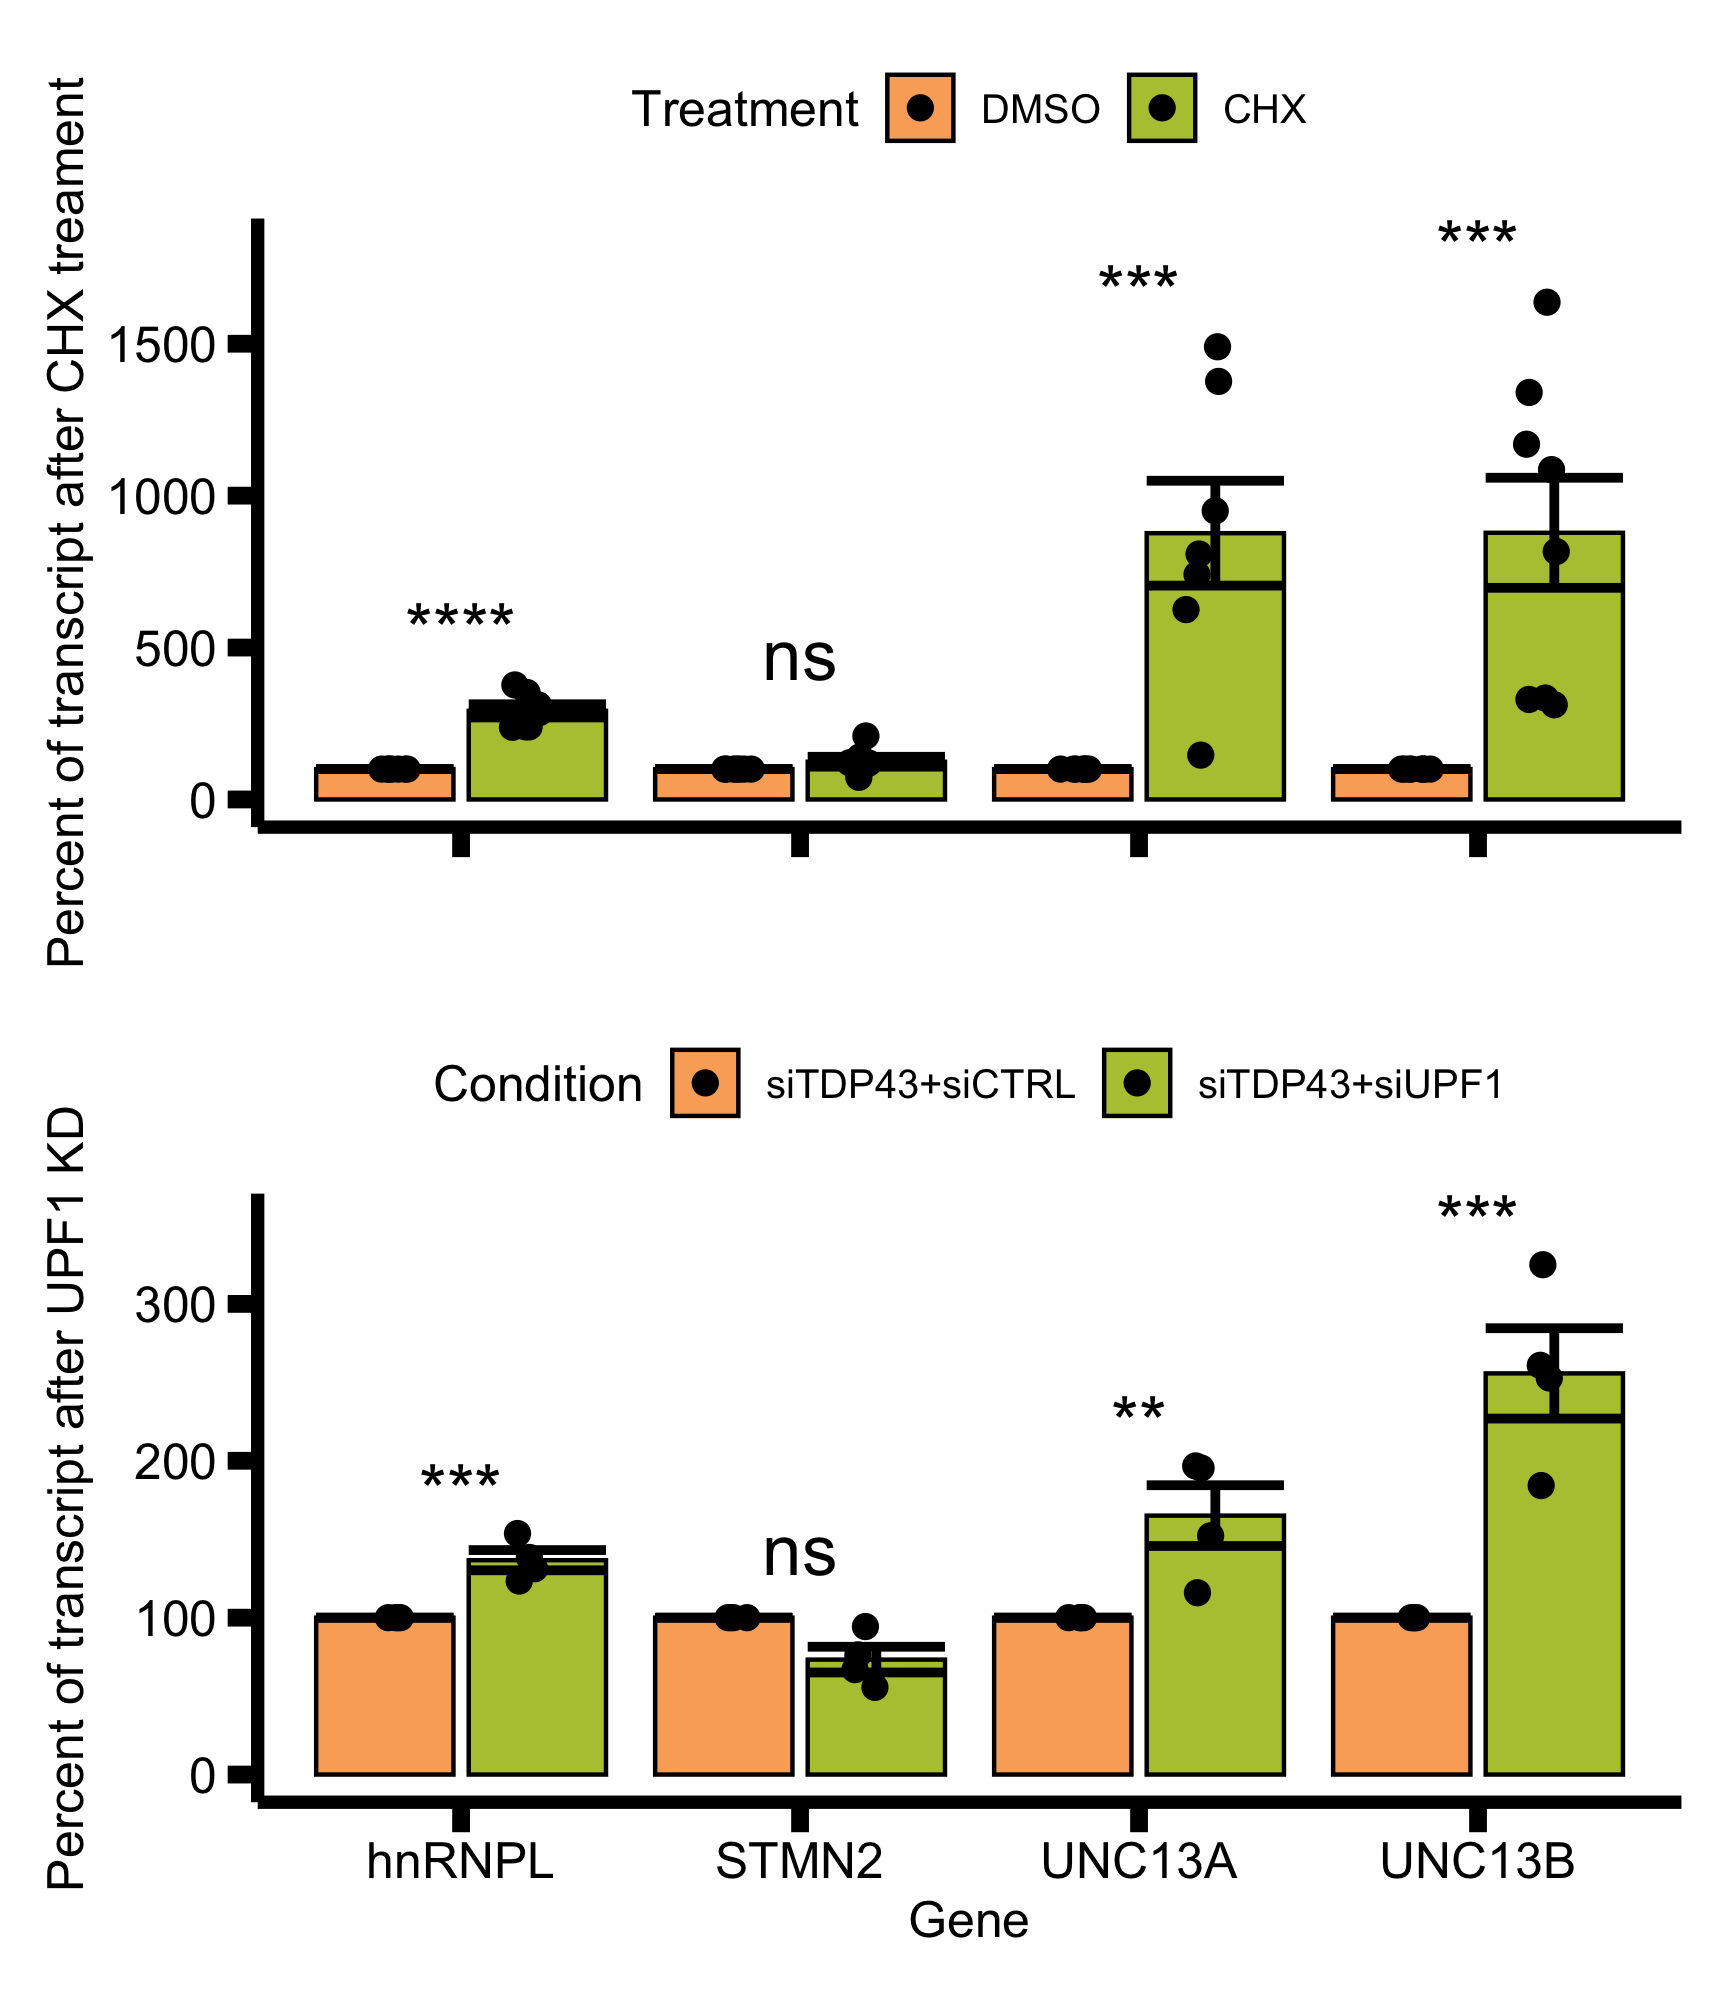 Treatment DMSO CHX
Percent of transcript after CHX treament
1500
1000
500
0
****
ns
***
***
Condition siTDP43+siCTRL siTDP43+siUPF1
Percent of transcript after UPF1 KD
300
200
100
0
***
ns
**
***
hnRNPL STMN2 UNC13A UNC13B
Gene